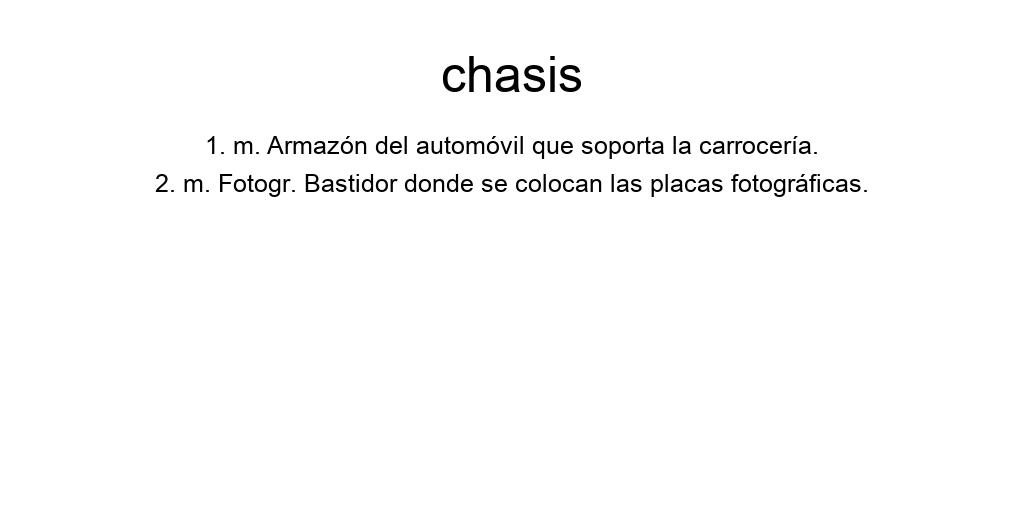 chasis
1. m. Armazón del automóvil que soporta la carrocería.
2. m. Fotogr. Bastidor donde se colocan las placas fotográficas.